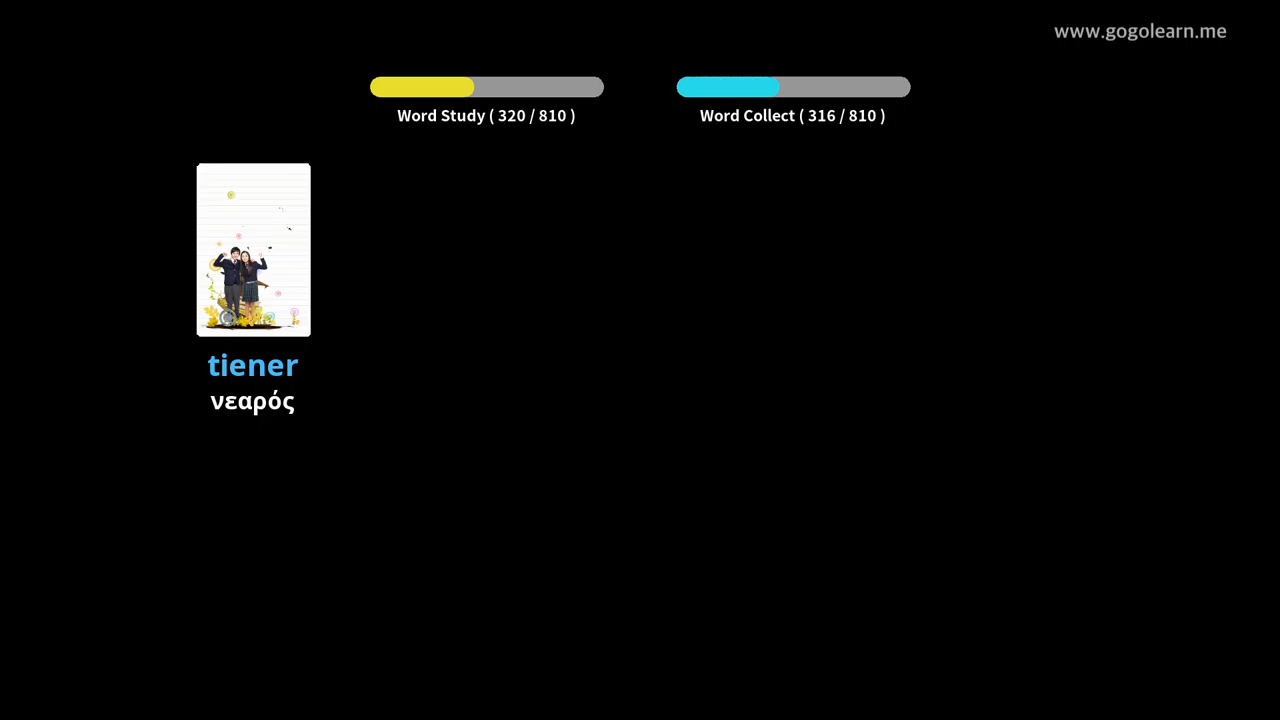 www.gogolearn.me
Word Study ( 320 / 810 )
Word Collect ( 316 / 810 )
tiener
νεαρός